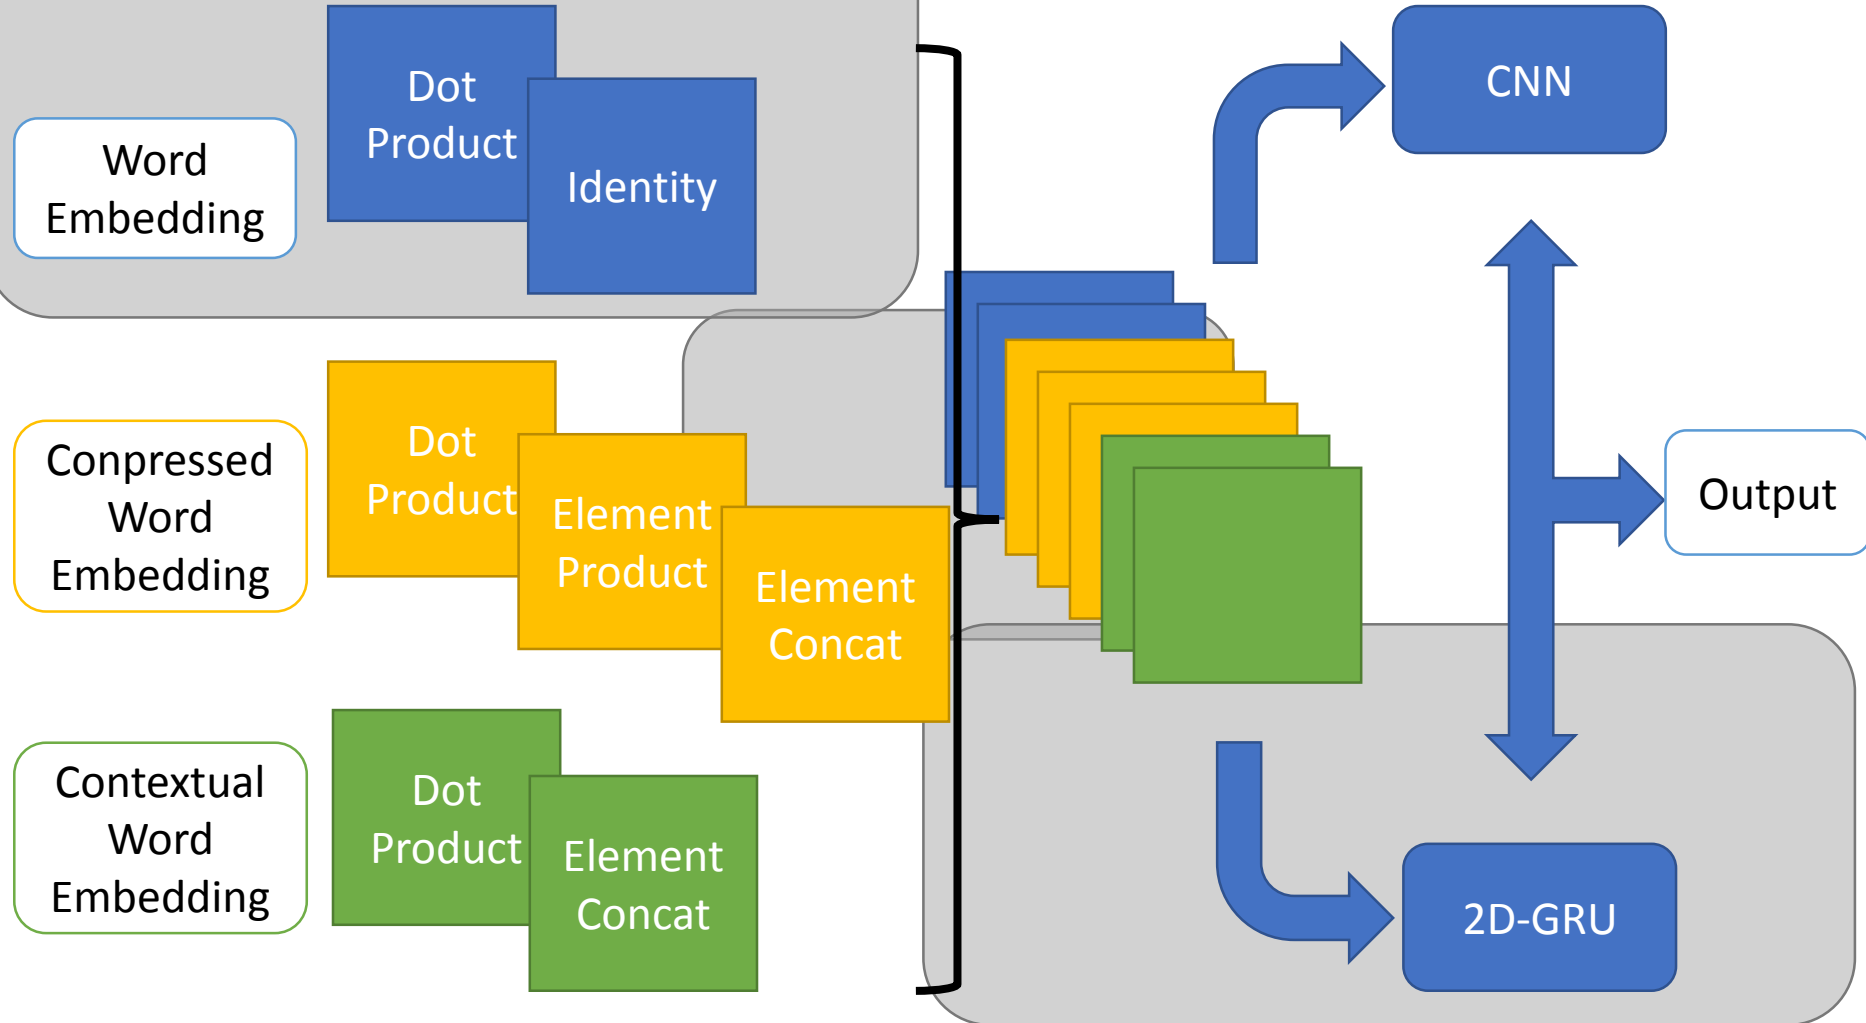 Word
Embedding
Dot
Product
Identity
Conpressed
Word
Embedding
Dot
Product
Element
Product
Element
Concat
Contextual
Word
Embedding
Dot
Product
Element
Concat
CNN
Output
2D-GRU